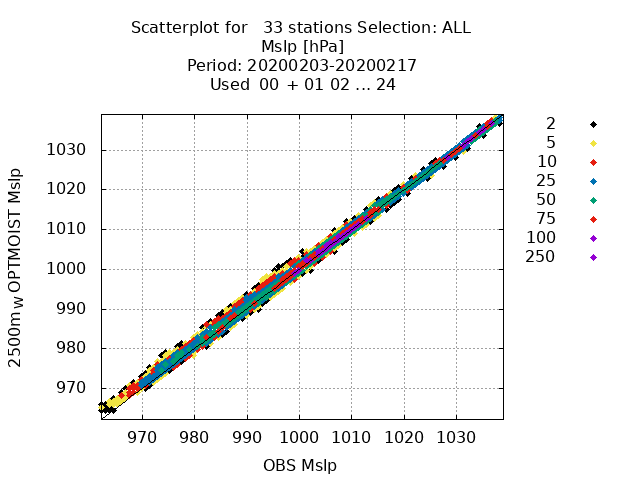 Scatterplot for   33 stations Selection: ALL
Mslp [hPa]
Period: 20200203-20200217
Used  00 + 01 02 ... 24
2
5
10
25
50
75
100
250
1030
1020
1010
1000
990
980
970
2500m w OPTMOIST Mslp
970 980 990 1000 1010 1020 1030
OBS Mslp